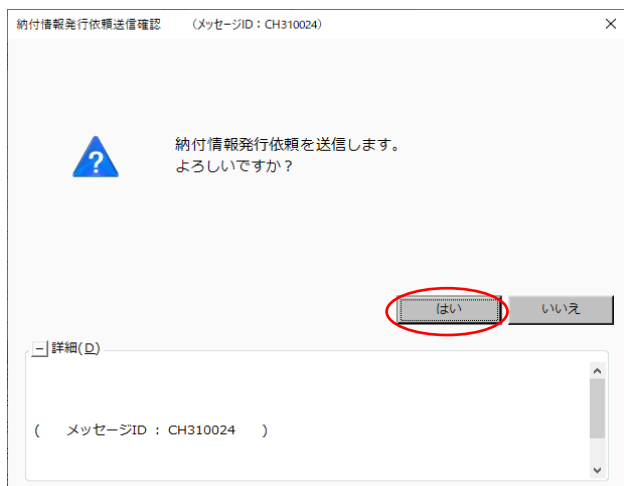 納付情報発行依頼送信確認 (メッセージID:CH310024)
?
納付情報発行依頼を送信します。
よろしいですか?
はい いいえ
詳細(D)
( メッセージID : CH310024 )